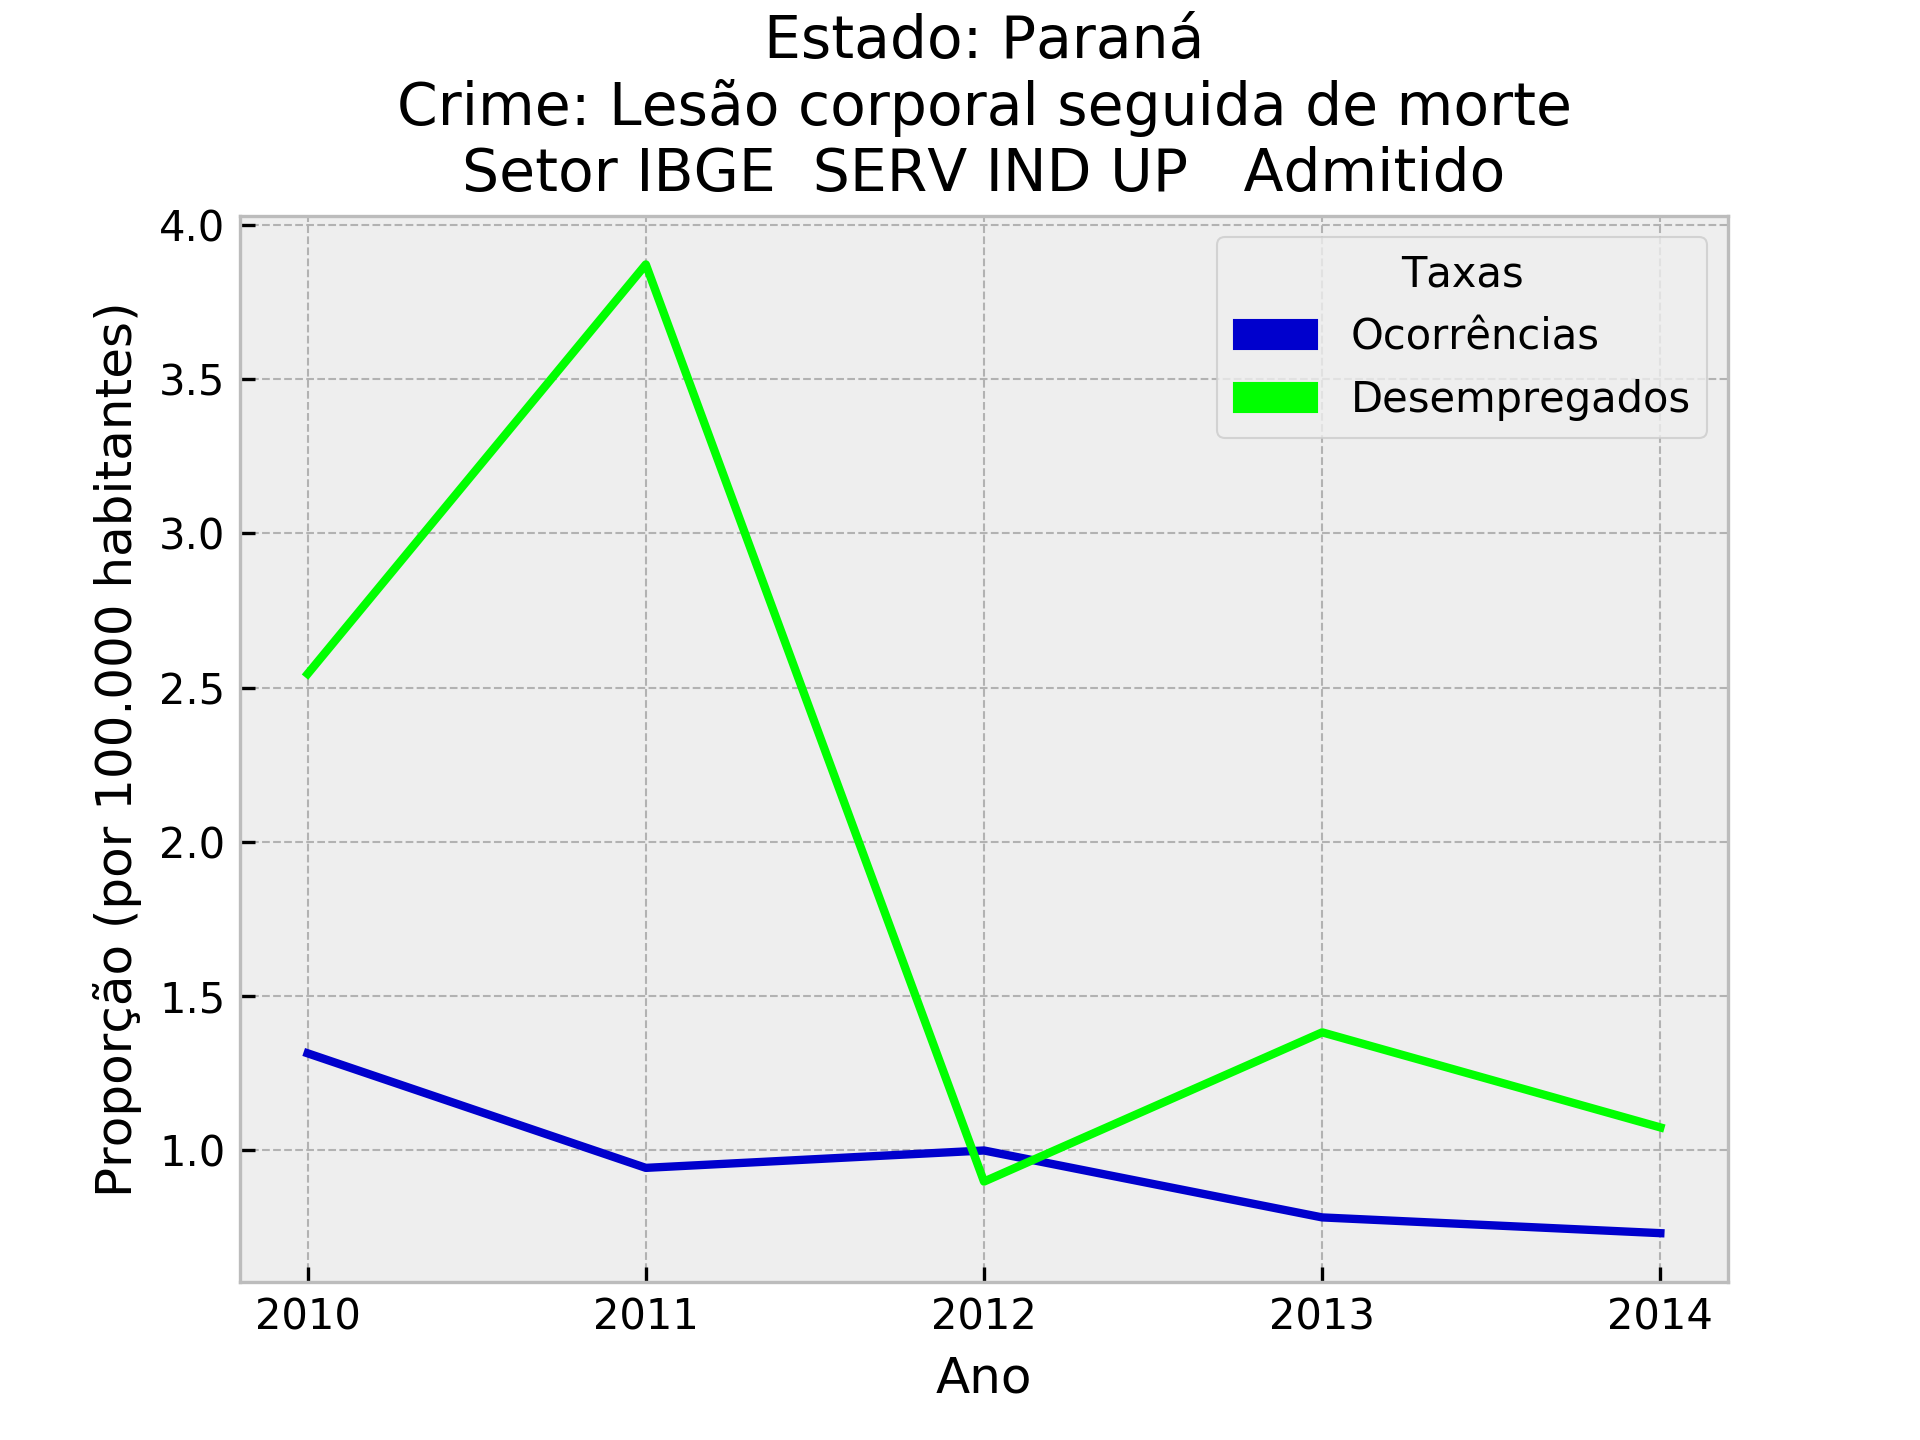 Estado: Paraná
Crime: Lesão corporal seguida de morte
Setor IBGE  SERV IND UP   Admitido
Proporção (por 100.000 habitantes)
4.0
3.5
3.0
2.5
2.0
1.5
1.0
Taxas
Ocorrências
Desempregados
2010 2011 2012 2013 2014
Ano